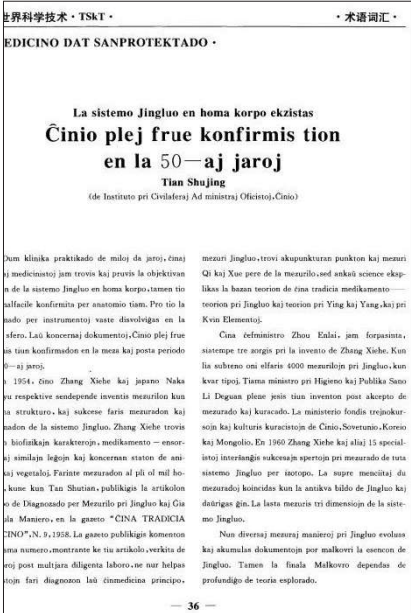 世界科学技术·TSkT·
·术语词汇·
EDICINO DAT SANPROTEKTADO·
La sistemo Jingluo en homa korpo ekzistas
Ĉinio plej frue konfirmis tion
en la 50—aj jaroj
Tian Shujing
(de Instituto pri Civilaferaj Ad ministraj Oficistoj,Ĉinio)
Dum klinika praktikado de miloj da jaroj, ĉinaj
aj medicinistoj jam trovis kaj pruvis la objektivan
n de la sistemo Jingluo en homa korpo,tamen tio
malfacile konfirmita per anatomio tiam. Pro tio la
nado per instrumentoj vaste disvolviĝas en la
sfero. Laŭ koncernaj dokumentoj,Ĉinio plej frue
is tiun konfirmadon en la meza kaj posta periodo
0—aj jaroj.
1954, ĉino Zhang Xiehe kaj japano Naka
yu respektive sendepende inventis mezurilon kun
a strukturo, kaj sukcese faris mezuradon kaj
madon de la sistemo Jingluo. Zhang Xiehe trovis
biofizikajn karakterojn, medikamento — ensor-
aj similajn leĝojn kaj koncernan staton de ani-
kaj vegetaloj. Farinte mezuradon al pli ol mil ho-
, kune kun Tan Shutian, publikigis la artikolon
o de Diagnozado per Mezurilo pri Jingluo kaj Ĝia
ula Maniero, en la gazeto "ĈINA TRADICIA
CINO",N. 9,1958. La gazeto publikigis komenton
ama numero,montrante ke tiu artikolo,verkita de
roj post multjara diligenta laboro,ne nur helpas
stojn fari diagnozon laŭ ĉinmedicina principo,
mezuri Jingluo,trovi akupunkturan punkton kaj mezuri
Qi kaj Xue pere de la mezurilo,sed ankaŭ science eksp-
likas la bazan teorion de ĉina tradicia medikamento—
teorion pri Jingluo kaj teorion pri Ying kaj Yang,kaj pri
Kvin Elementoj.
Ĉina ĉefministro Zhou Enlai, jam forpasinta,
siatempe tre zorgis pri la invento de Zhang Xiehe. Kun
lia subteno oni elfaris 4000 mezurilojn pri Jingluo,kun
kvar tipoj. Tiama ministro pri Higieno kaj Publika Sano
Li Deguan plene jesis tiun inventon post akcepto de
mezurado kaj kuracado. La ministerio fondis trejnokur-
sojn kaj kulturis kuracistojn de Ĉinio,Sovetunio,Koreio
kaj Mongolio. En 1960 Zhang Xiehe kaj aliaj 15 special-
istoj interŝanĝis sukcesajn spertojn pri mezurado de tuta
sistemo Jingluo per izotopo. La supre menciitaj du
mezuradoj koincidas kun la antikva bildo de Jingluo kaj
daŭrigas ĝin. La lasta mezuris tri dimensiojn de la siste-
mo Jingluo.
Nun diversaj mezuraj manieroj pri Jingluo evoluas
kaj akumulas dokumentojn por malkovri la esencon de
Jingluo. Tamen la finala Malkovro dependas de
profundiĝo de teoria esplorado.
— 36 —